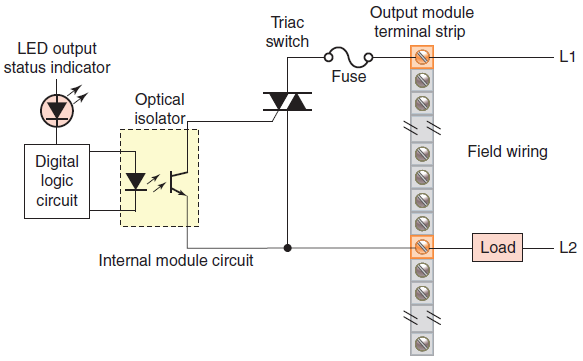 Output module
terminal strip
Triac
switch
L1
LED output
status indicator
Fuse
Optical
isolator
Digital
logic
circuit
Field wiring
Load
L2
Internal module circuit